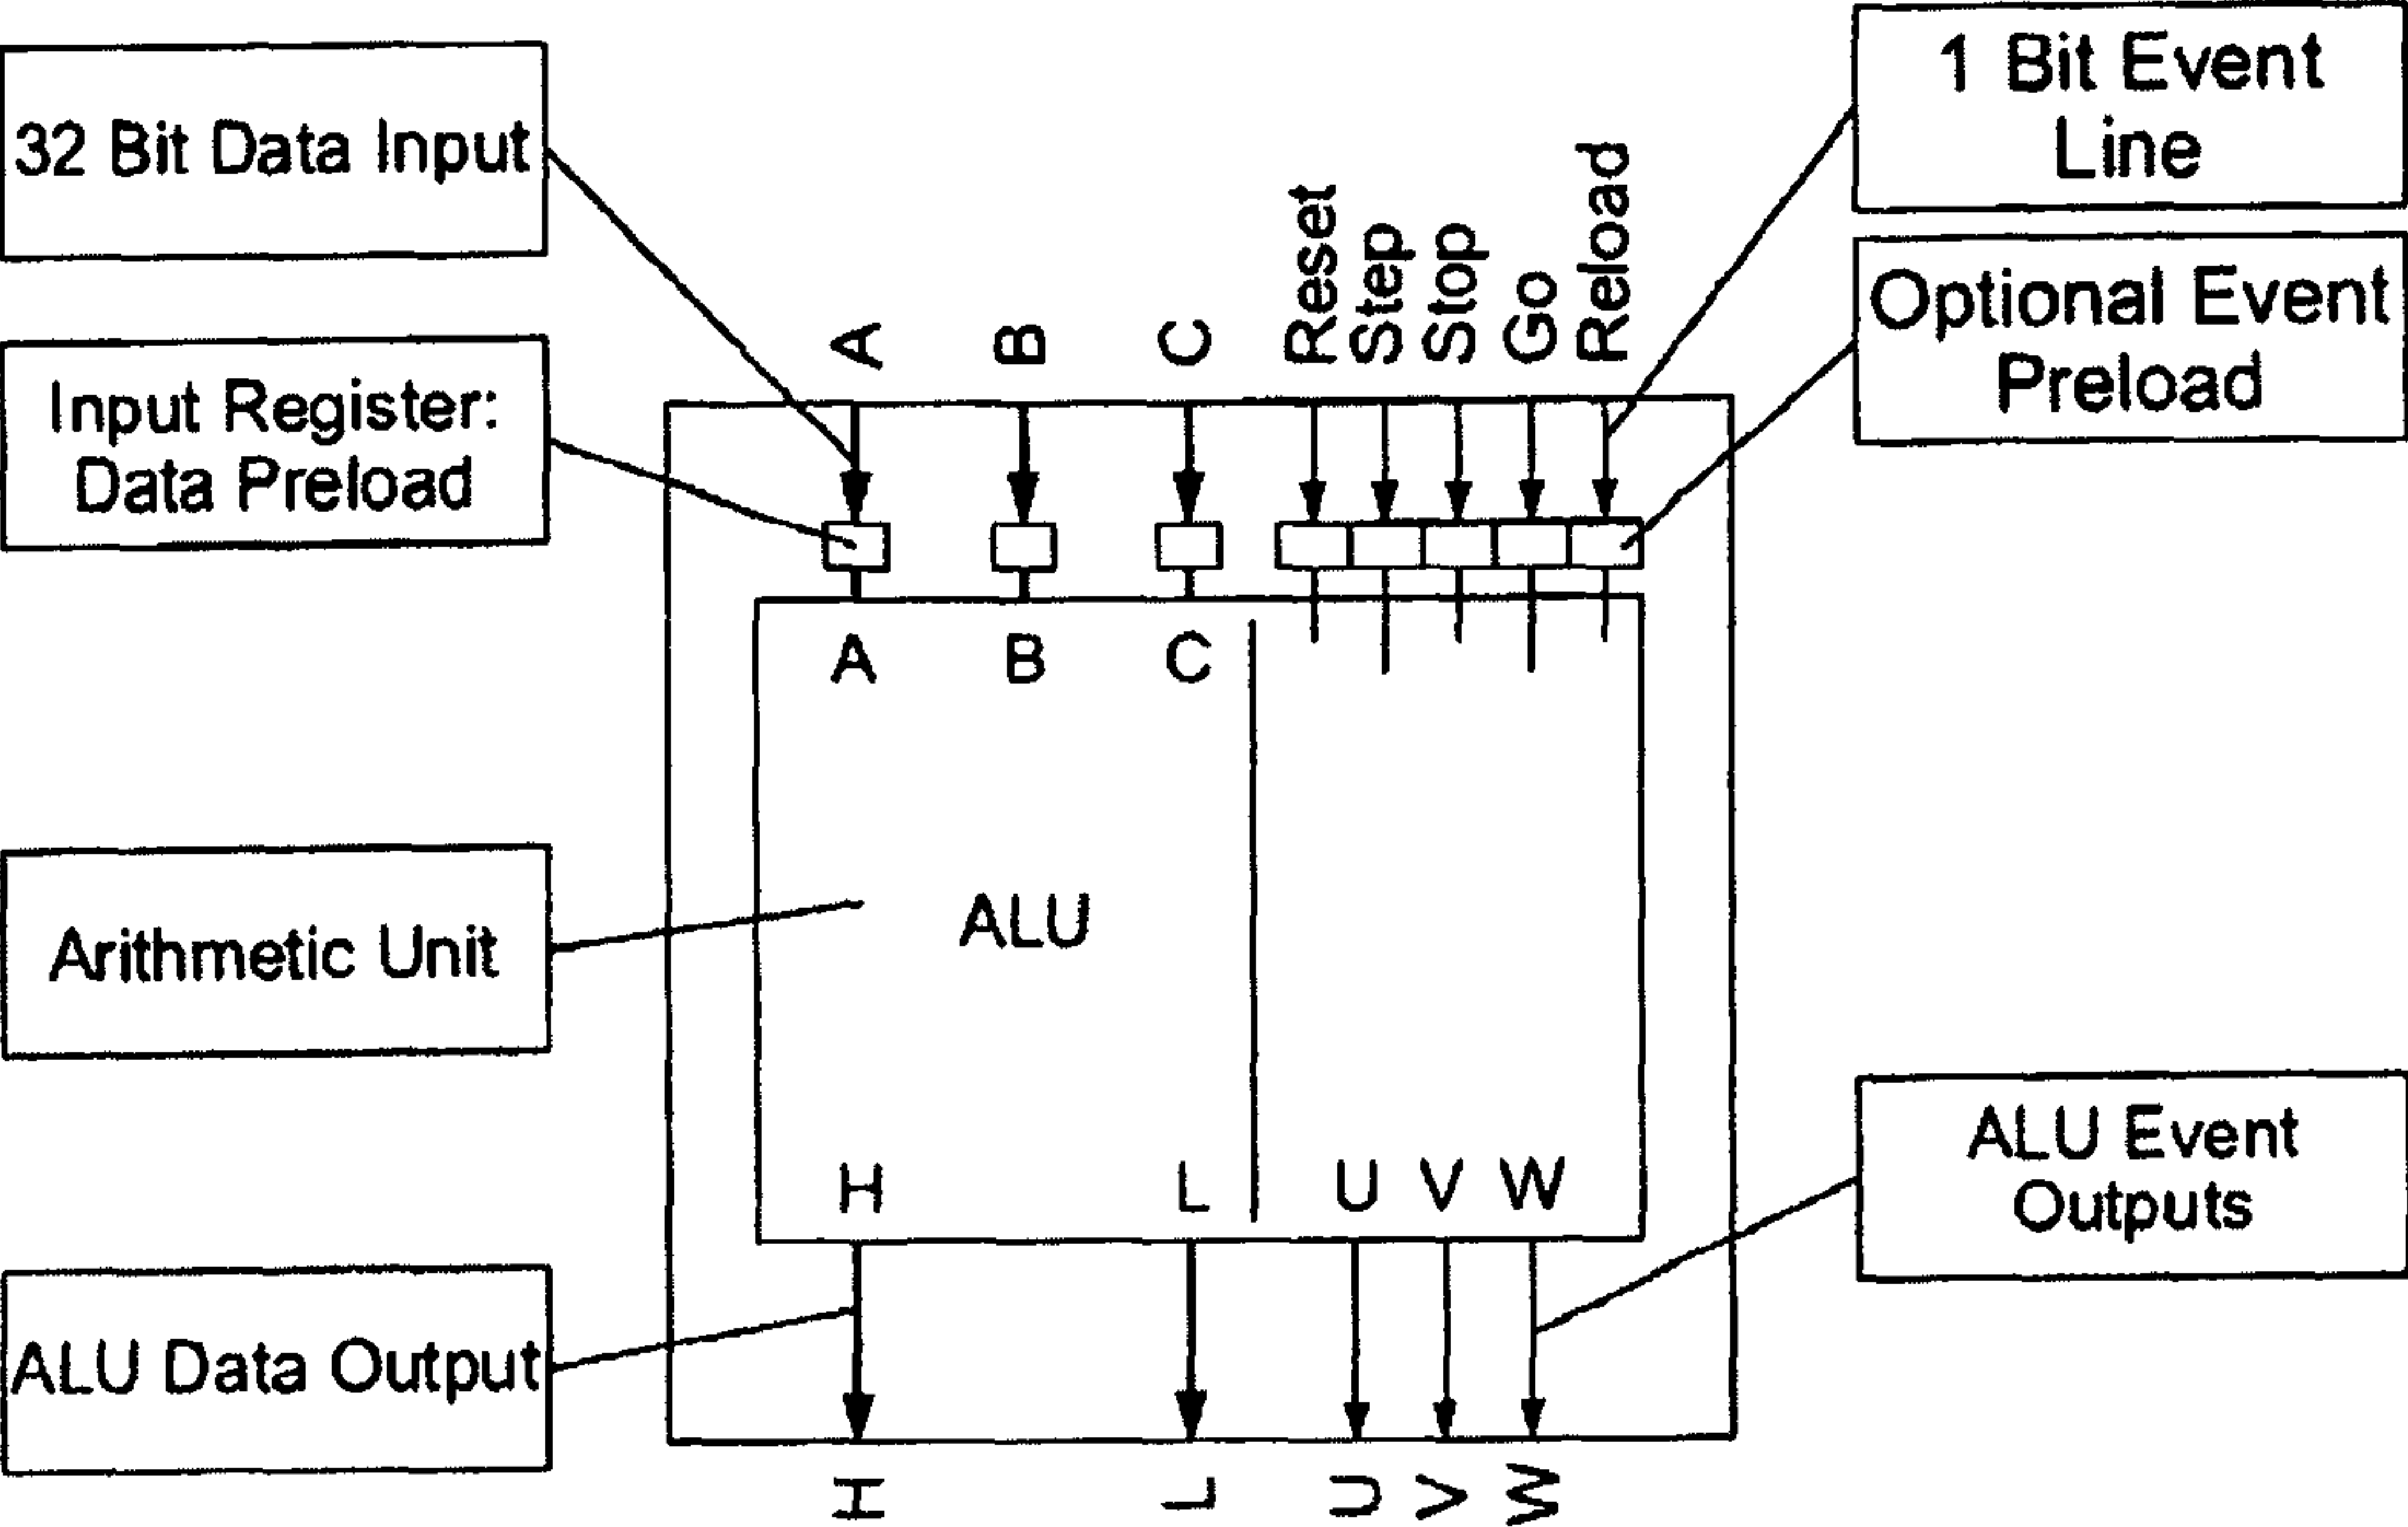 1 Bit Event
Line
32 Bit Data Input
Optional Event
Preload
A
B
C
Reset
Step
Stop
Go
Reload
Input Register:
Data Preload
A
B
C
ALU
Arithmetic Unit
H
L
U
V
W
ALU Event
Outputs
ALU Data Output
H
L
U
V
W